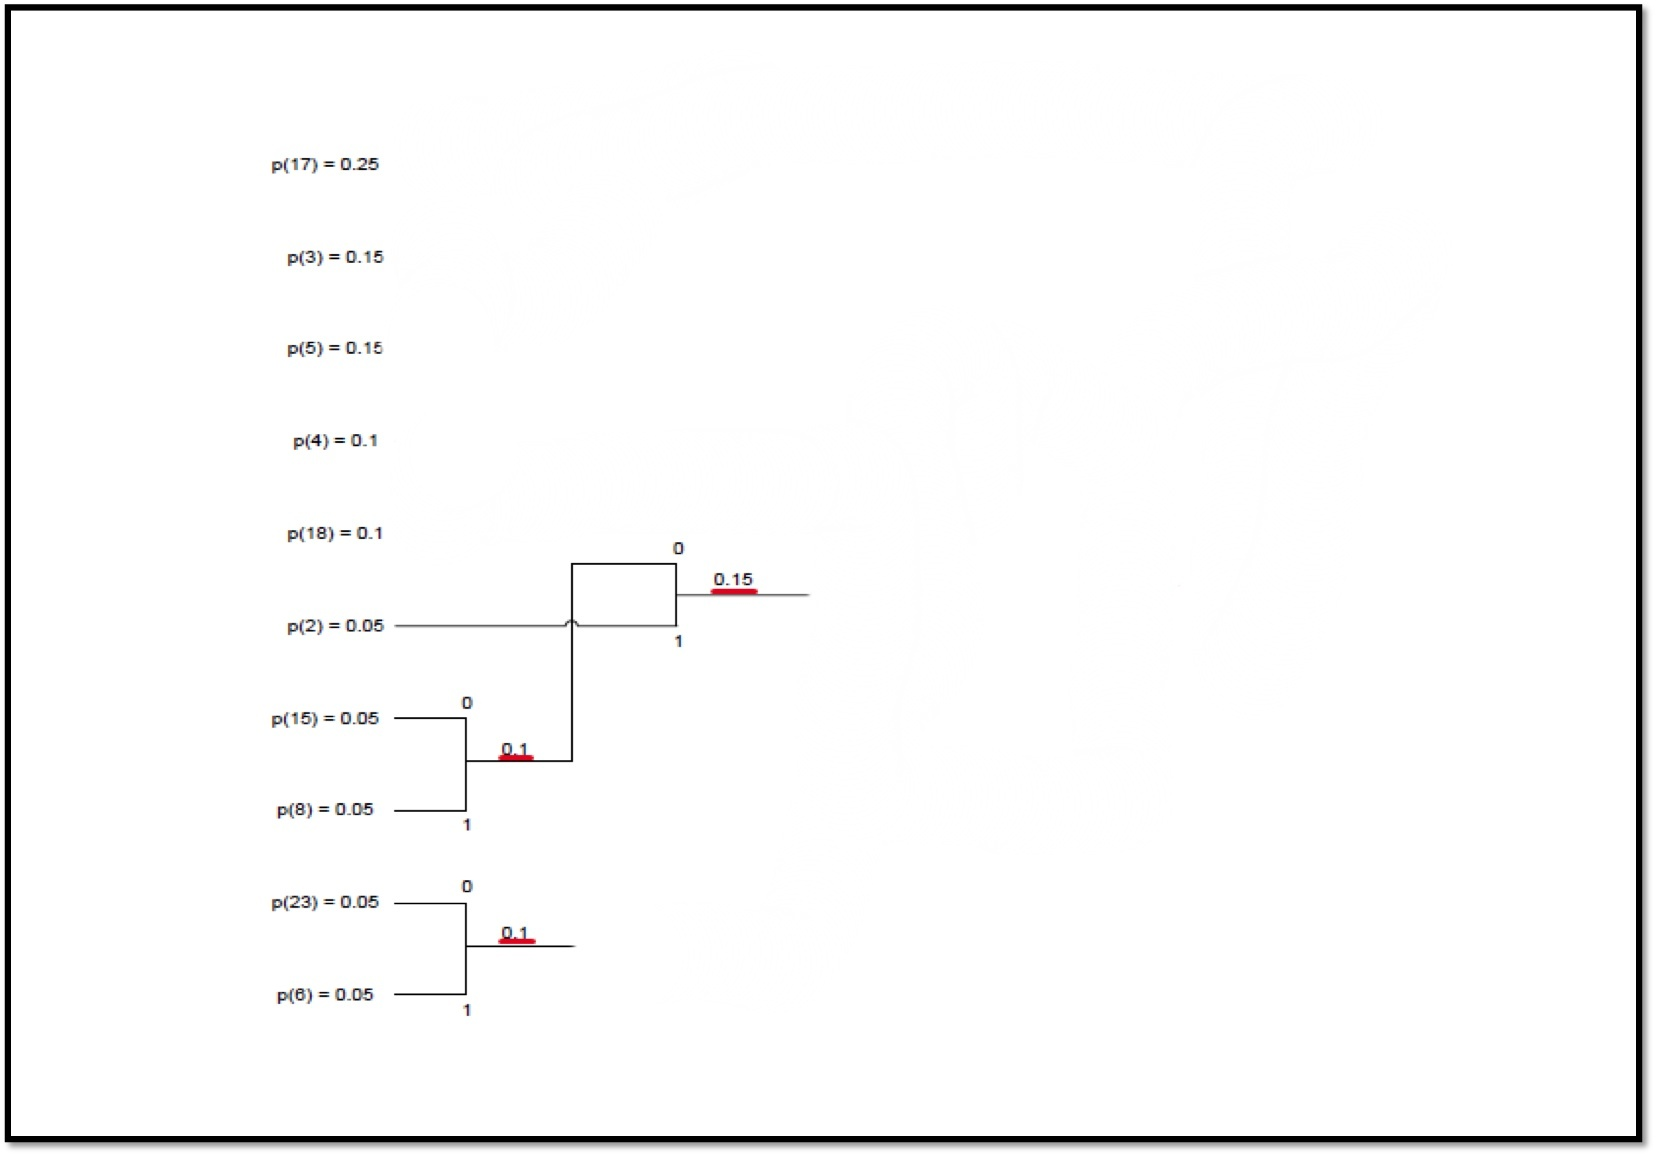 p(17) = 0.25
p(3) = 0.15
p(5) = 0.15
p(4) = 0.1
p(18) = 0.1
0
0.15
p(2) = 0.05
1
0
p(15) = 0.05
0.1
p(8) = 0.05
1
0
p(23) = 0.05
0.1
p(6) = 0.05
1